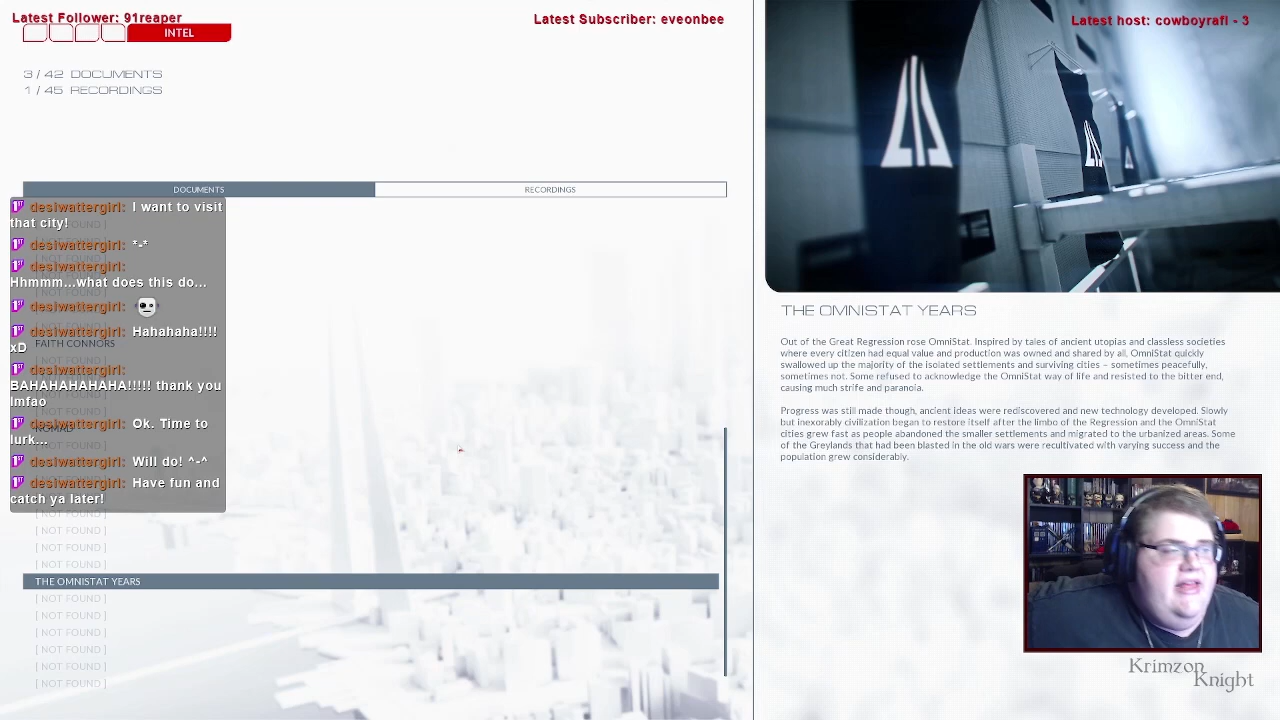 Latest Follower: 91reaper
Latest Subscriber: eveonbee
Latest host: cowboyrafl - 3
INTEL
3 / 42 DOCUMENTS
1 / 45 RECORDINGS
DOCUMENTS
RECORDINGS
desiwattergirl: I want to visit
that city!
desiwattergirl: *-*
desiwattergirl:
Hhmmm...what does this do...
desiwattergirl:
desiwattergirl: Hahahaha!!!!
xD
FAITH CONNORS
desiwattergirl:
BAHAHAHAHAHA!!!!! thank you
lmfao
desiwattergirl: Ok. Time to
lurk...
desiwattergirl: Will do! ^-^
desiwattergirl: Have fun and
catch ya later!
[ NOT FOUND ]
[ NOT FOUND ]
[ NOT FOUND ]
[ NOT FOUND ]
THE OMNISTAT YEARS
[ NOT FOUND ]
[ NOT FOUND ]
[ NOT FOUND ]
[ NOT FOUND ]
[ NOT FOUND ]
[ NOT FOUND ]
THE OMNISTAT YEARS
Out of the Great Regression rose OmniStat. Inspired by tales of ancient utopias and classless societies
where every citizen had equal value and production was owned and shared by all, OmniStat quickly
swallowed up the majority of the isolated settlements and surviving cities – sometimes peacefully,
sometimes not. Some refused to acknowledge the OmniStat way of life and resisted to the bitter end,
causing much strife and paranoia.
Progress was still made though, ancient ideas were rediscovered and new technology developed. Slowly
but inexorably civilization began to restore itself after the limbo of the Regression and the OmniStat
cities grew fast as people abandoned the smaller settlements and migrated to the urbanized areas. Some
of the Greylands that had been blasted in the old wars were recultivated with varying success and the
population grew considerably.
Krimzon
Knight